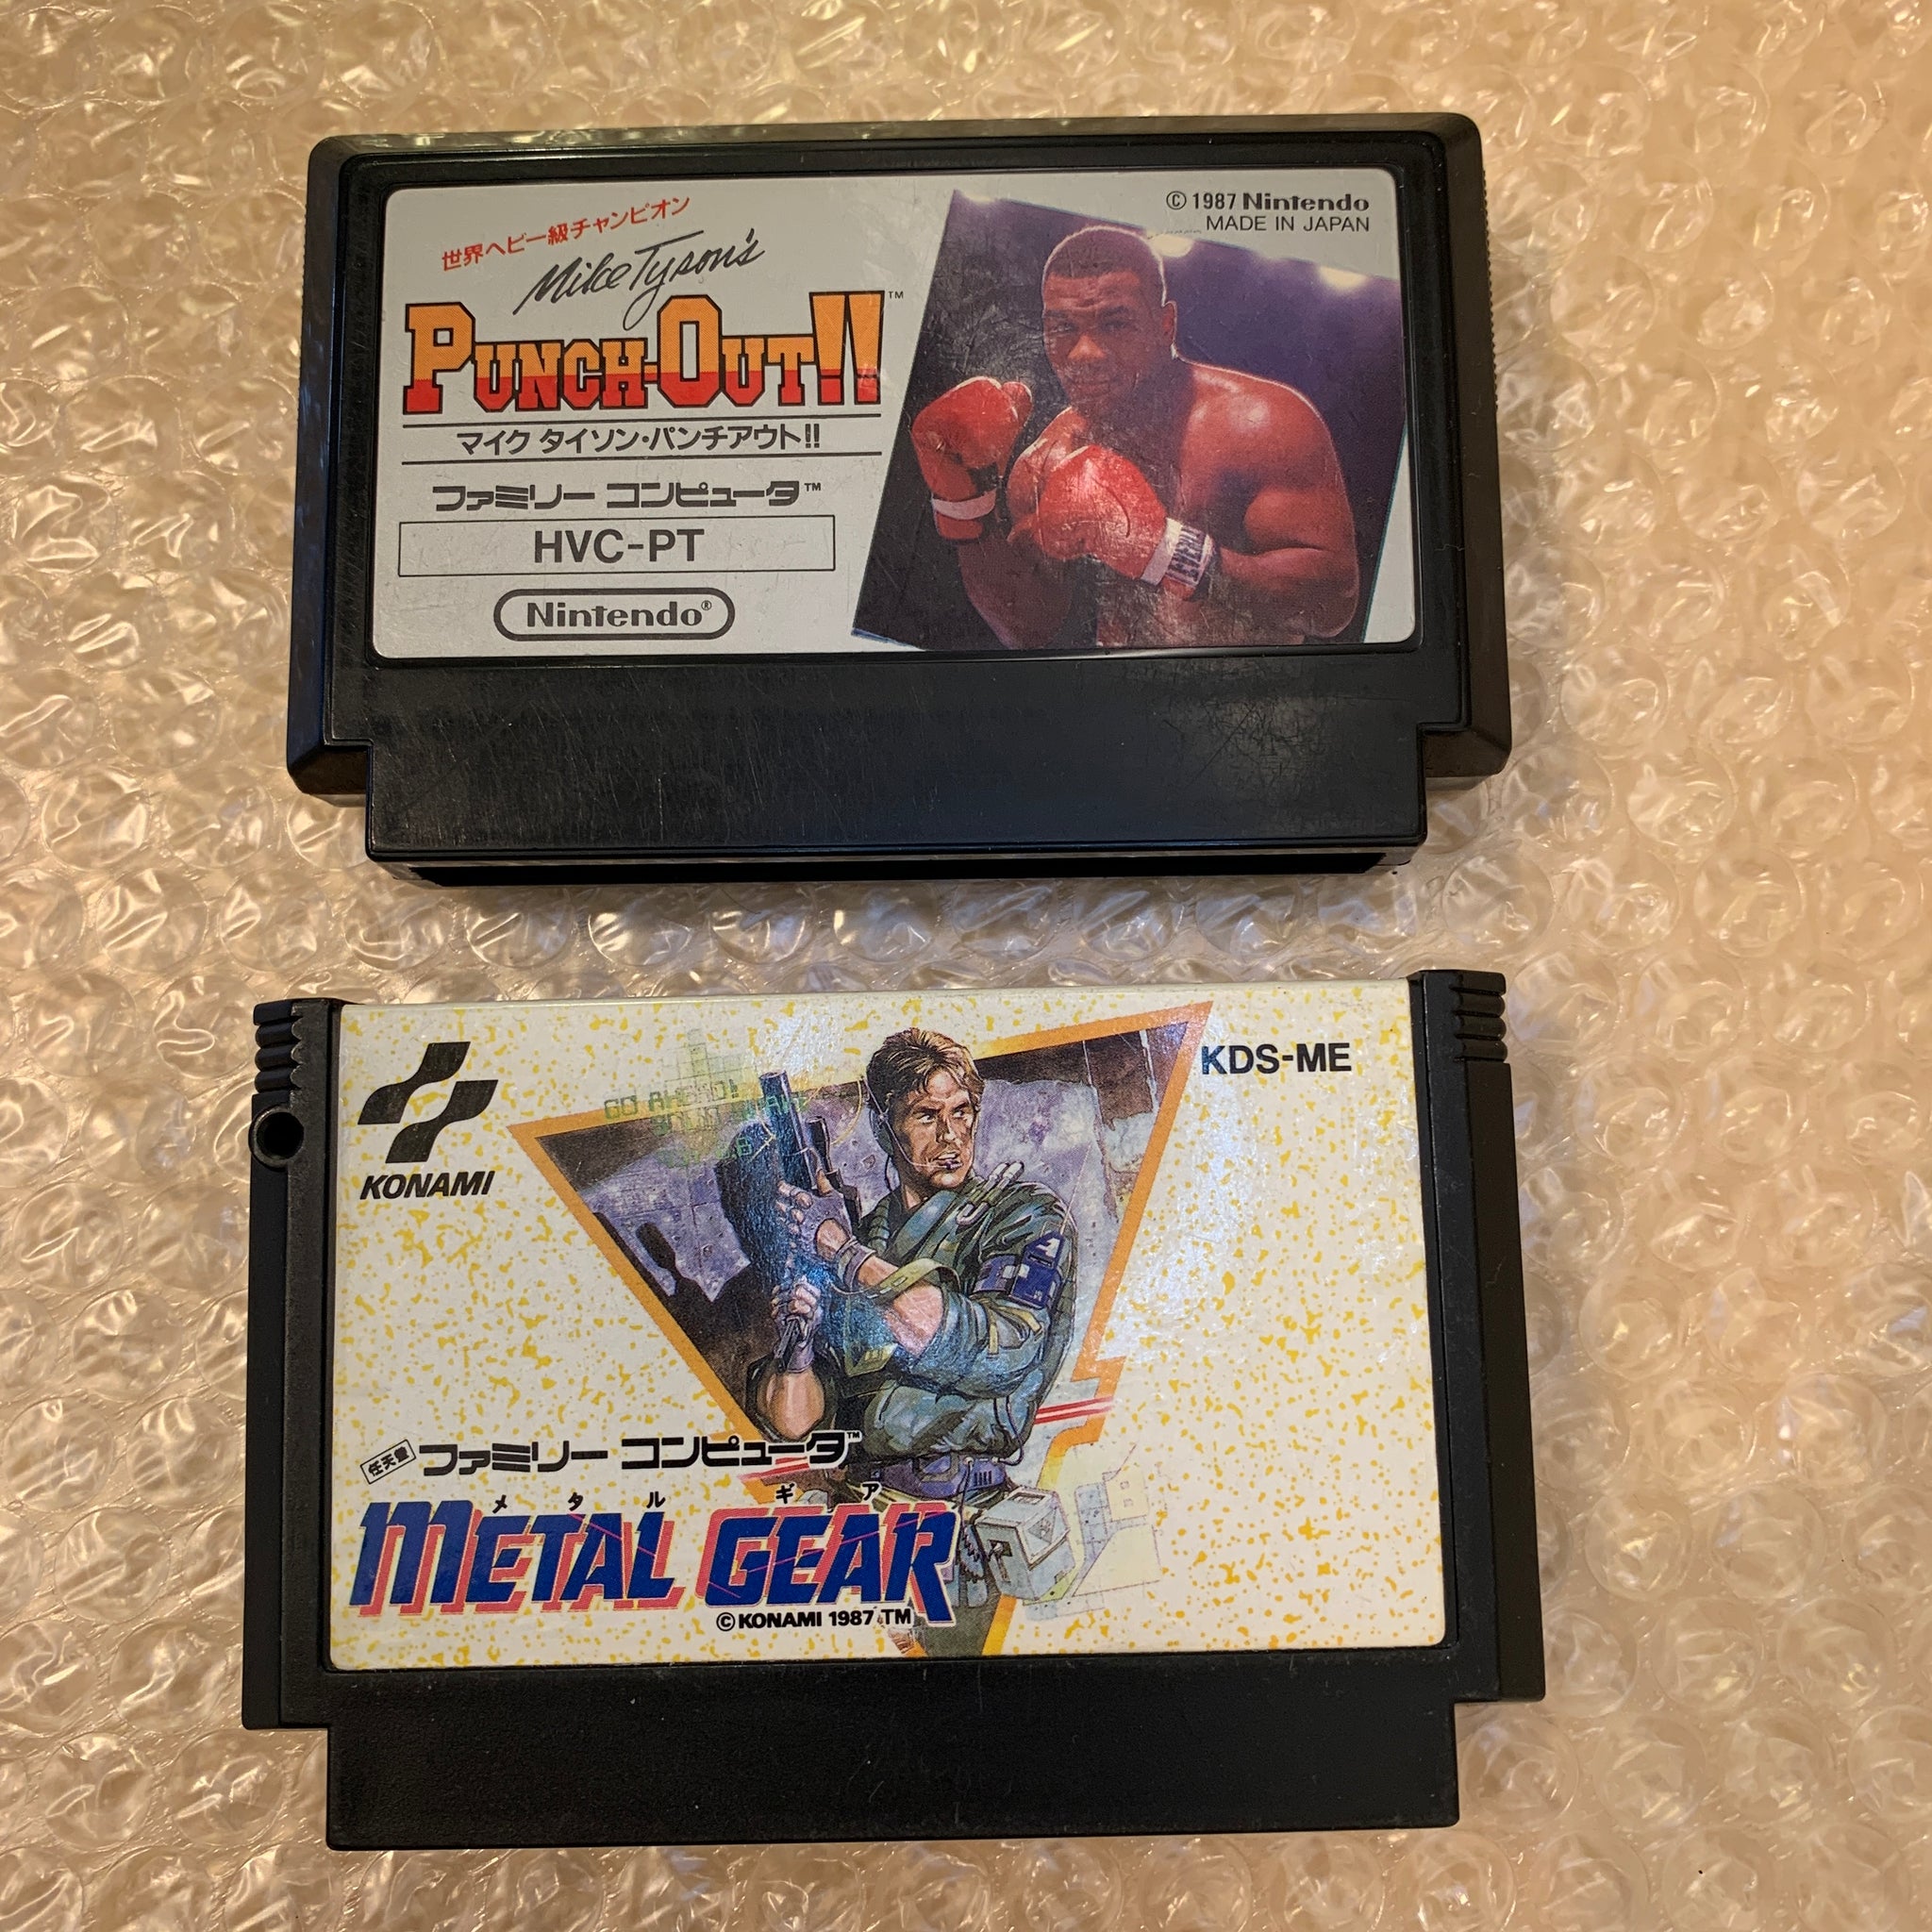 世界ヘビー級チャンピオン
Mike Tyson's
PUNCH-OUT!!™
マイク タイソン・パンチアウト!!
ファミリー コンピュータ™
HVC-PT
Nintendo®
© 1987 Nintendo
MADE IN JAPAN
EVERL
KONAMI
KDS-ME
GO AHEAD!
任天堂 ファミリー コンピュータ™
メタル ギア
METAL GEAR
© KONAMI 1987 TM